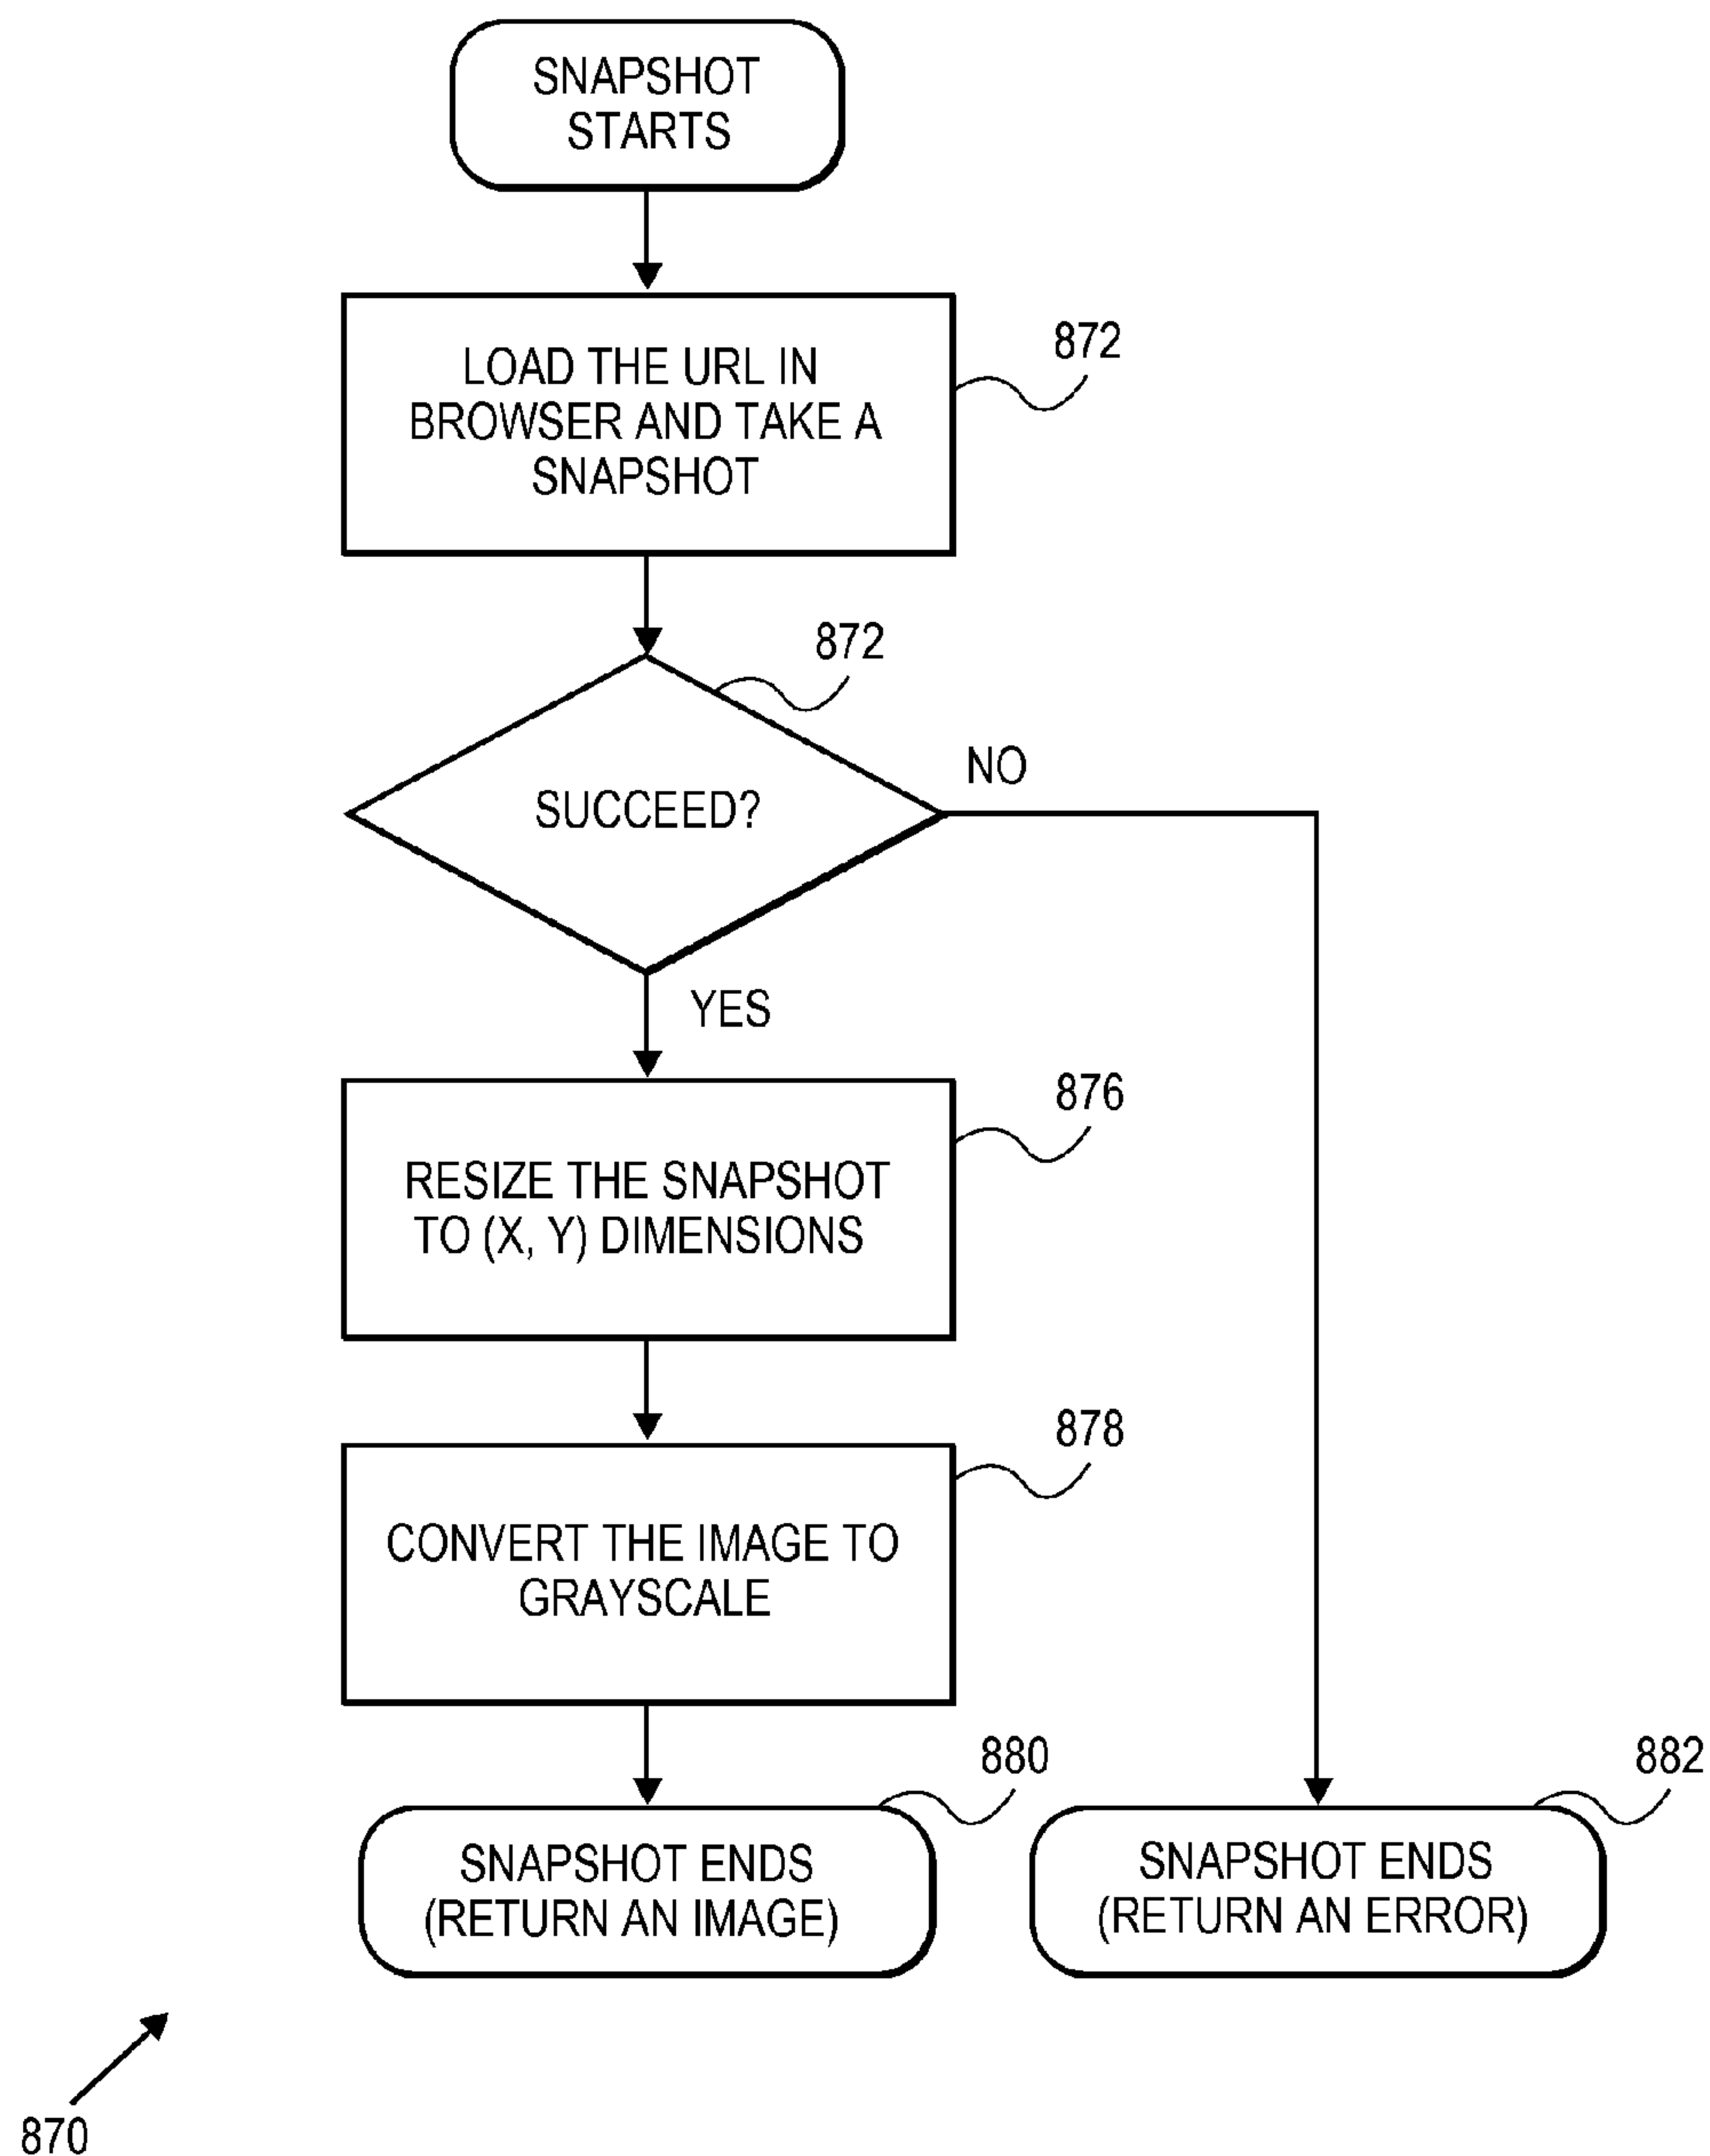 SNAPSHOT
STARTS
LOAD THE URL IN
BROWSER AND TAKE A
SNAPSHOT
872
872
SUCCEED?
NO
YES
RESIZE THE SNAPSHOT
TO (X, Y) DIMENSIONS
876
CONVERT THE IMAGE TO
GRAYSCALE
878
SNAPSHOT ENDS
(RETURN AN IMAGE)
880
SNAPSHOT ENDS
(RETURN AN ERROR)
882
870